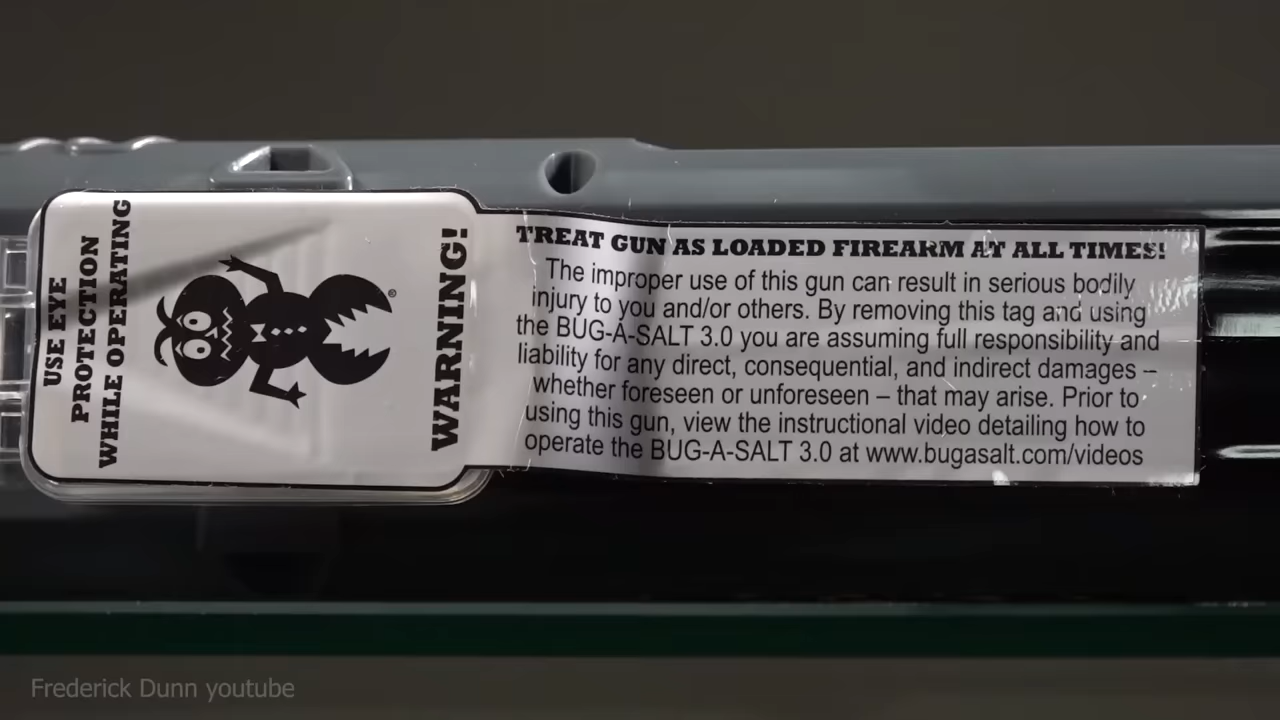 USE EYE
PROTECTION
WHILE OPERATING
WARNING!
®
TREAT GUN AS LOADED FIREARM AT ALL TIMES!
The improper use of this gun can result in serious bodily
injury to you and/or others. By removing this tag and using
the BUG-A-SALT 3.0 you are assuming full responsibility and
liability for any direct, consequential, and indirect damages –
whether foreseen or unforeseen – that may arise. Prior to
using this gun, view the instructional video detailing how to
operate the BUG-A-SALT 3.0 at www.bugasalt.com/videos
Frederick Dunn youtube